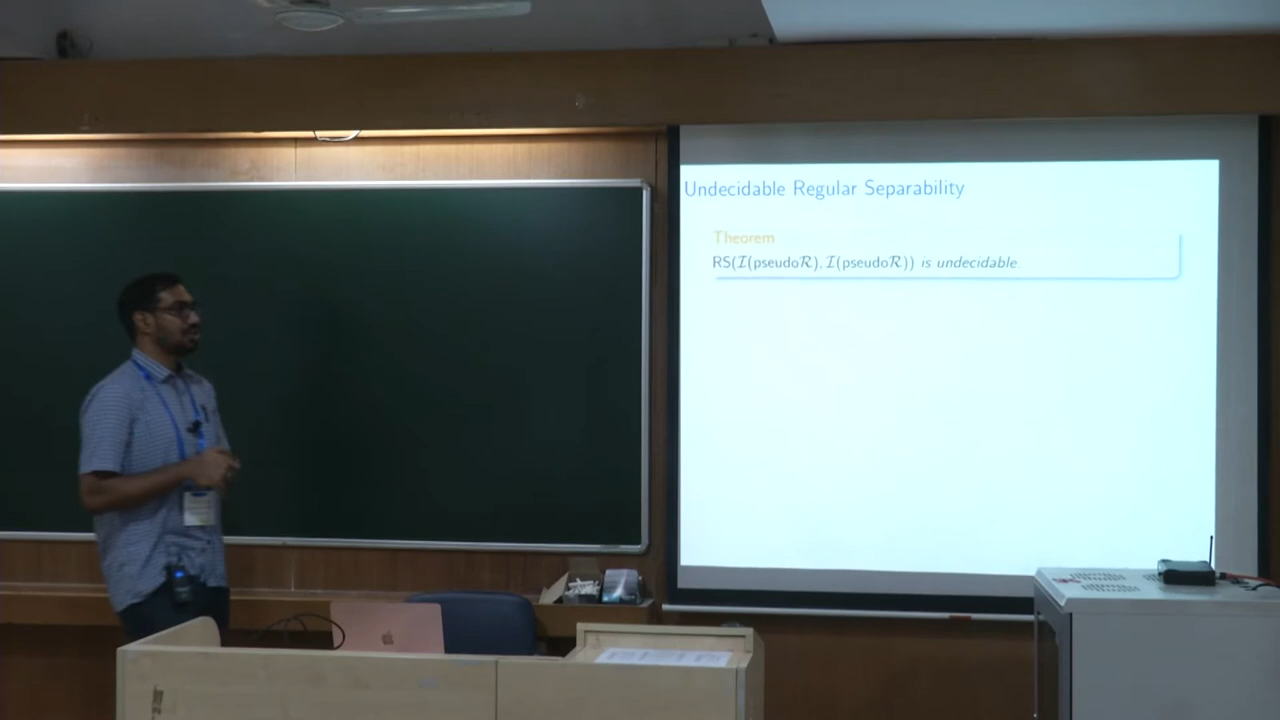 Undecidable Regular Separability
Theorem
RS(ℐ(pseudoℛ), ℐ(pseudoℛ)) is undecidable.